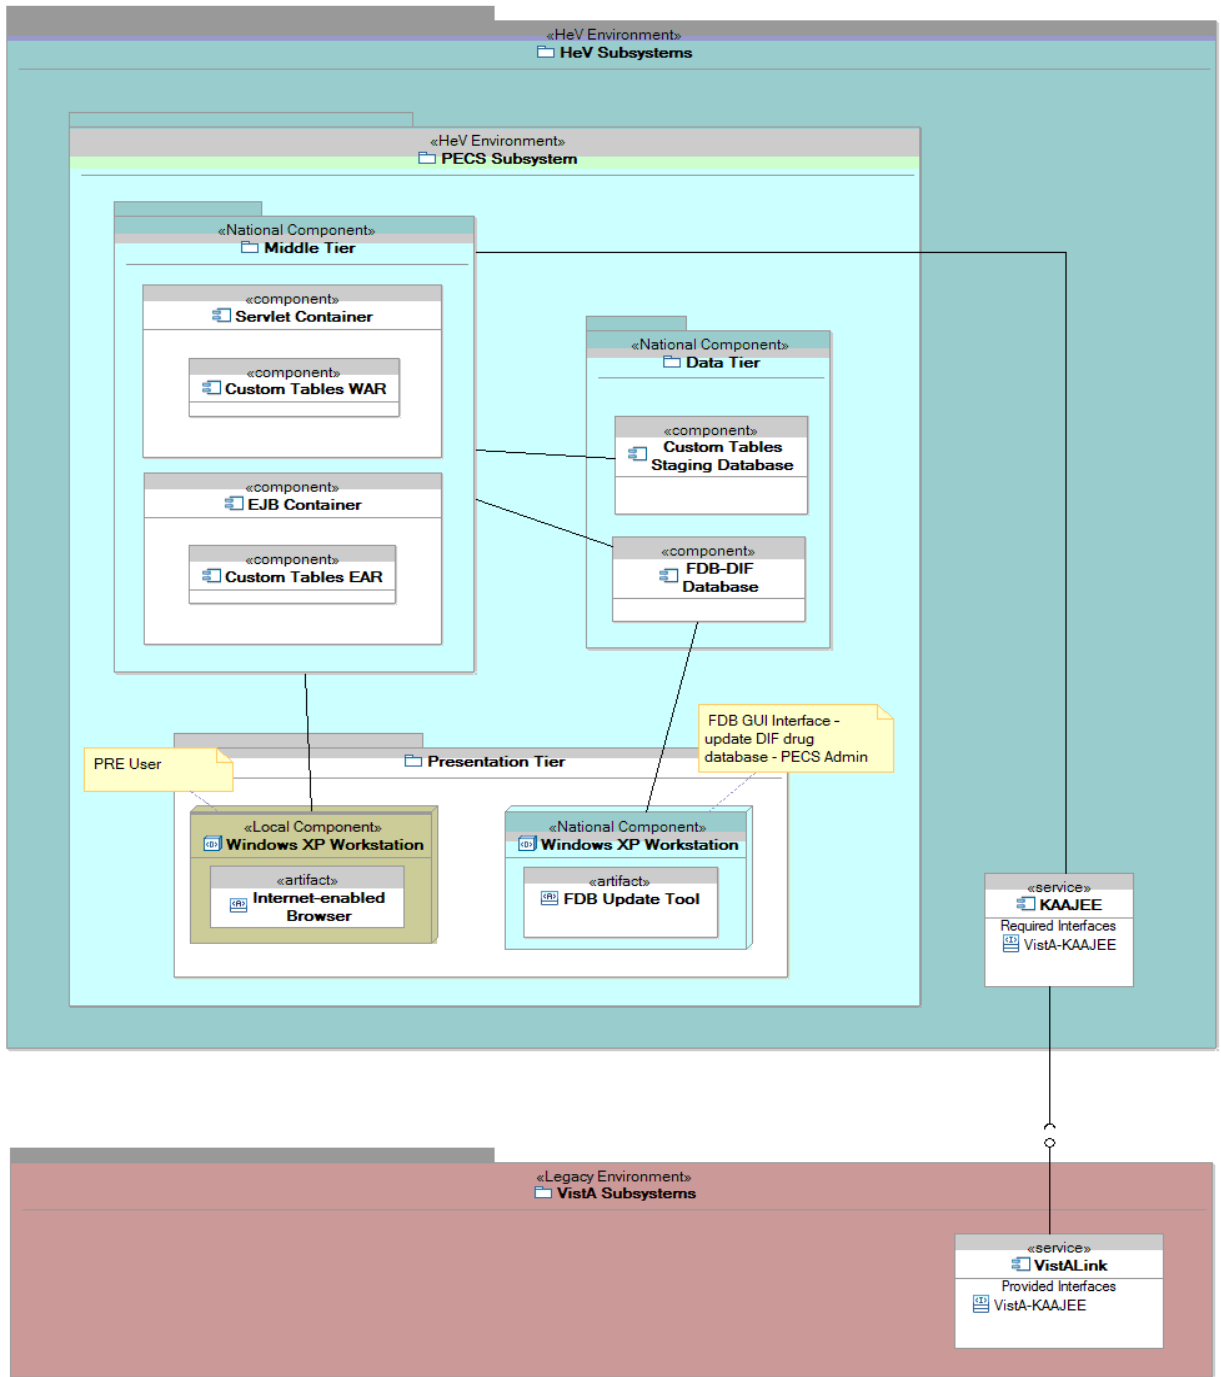 «HeV Environment»
HeV Subsystems
«HeV Environment»
PECS Subsystem
«National Component»
Middle Tier
«component»
Servlet Container
«component»
Custom Tables WAR
«component»
EJB Container
«component»
Custom Tables EAR
«National Component»
Data Tier
«component»
Custom Tables
Staging Database
«component»
FDB-DIF
Database
PRE User
Presentation Tier
FDB GUI Interface -
update DIF drug
database - PECS Admin
«Local Component»
Windows XP Workstation
«artifact»
Internet-enabled
Browser
«National Component»
Windows XP Workstation
«artifact»
FDB Update Tool
«service»
KAAJEE
Required Interfaces
VistA-KAAJEE
«Legacy Environment»
VistA Subsystems
«service»
VistALink
Provided Interfaces
VistA-KAAJEE